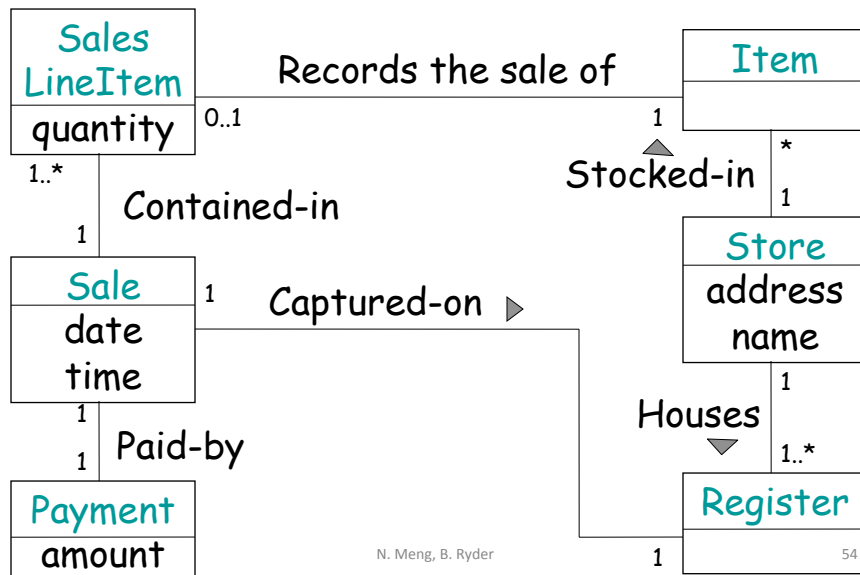 Sales
LineItem
quantity
Records the sale of
Item
0..1
1
1..*
*
Stocked-in
Contained-in
1
1
Sale
date
time
1
Captured-on
Store
address
name
1
Paid-by
1
1
Houses
1..*
Payment
amount
Register
1
N. Meng, B. Ryder
54